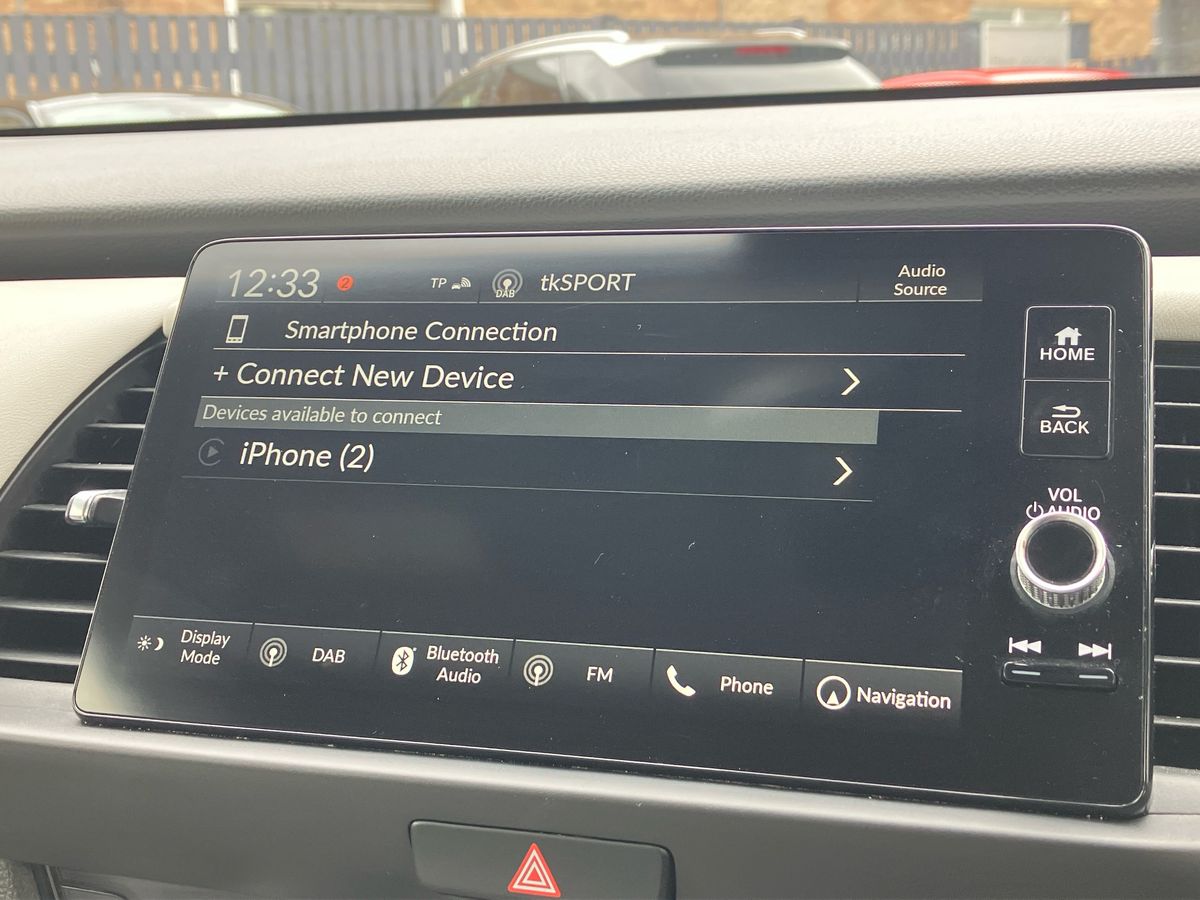 12:33 2 TP DAB tkSPORT Audio Source
Smartphone Connection
+ Connect New Device
Devices available to connect
iPhone (2)
HOME
BACK
VOL
AUDIO
Display Mode
DAB
Bluetooth Audio
FM
Phone
Navigation